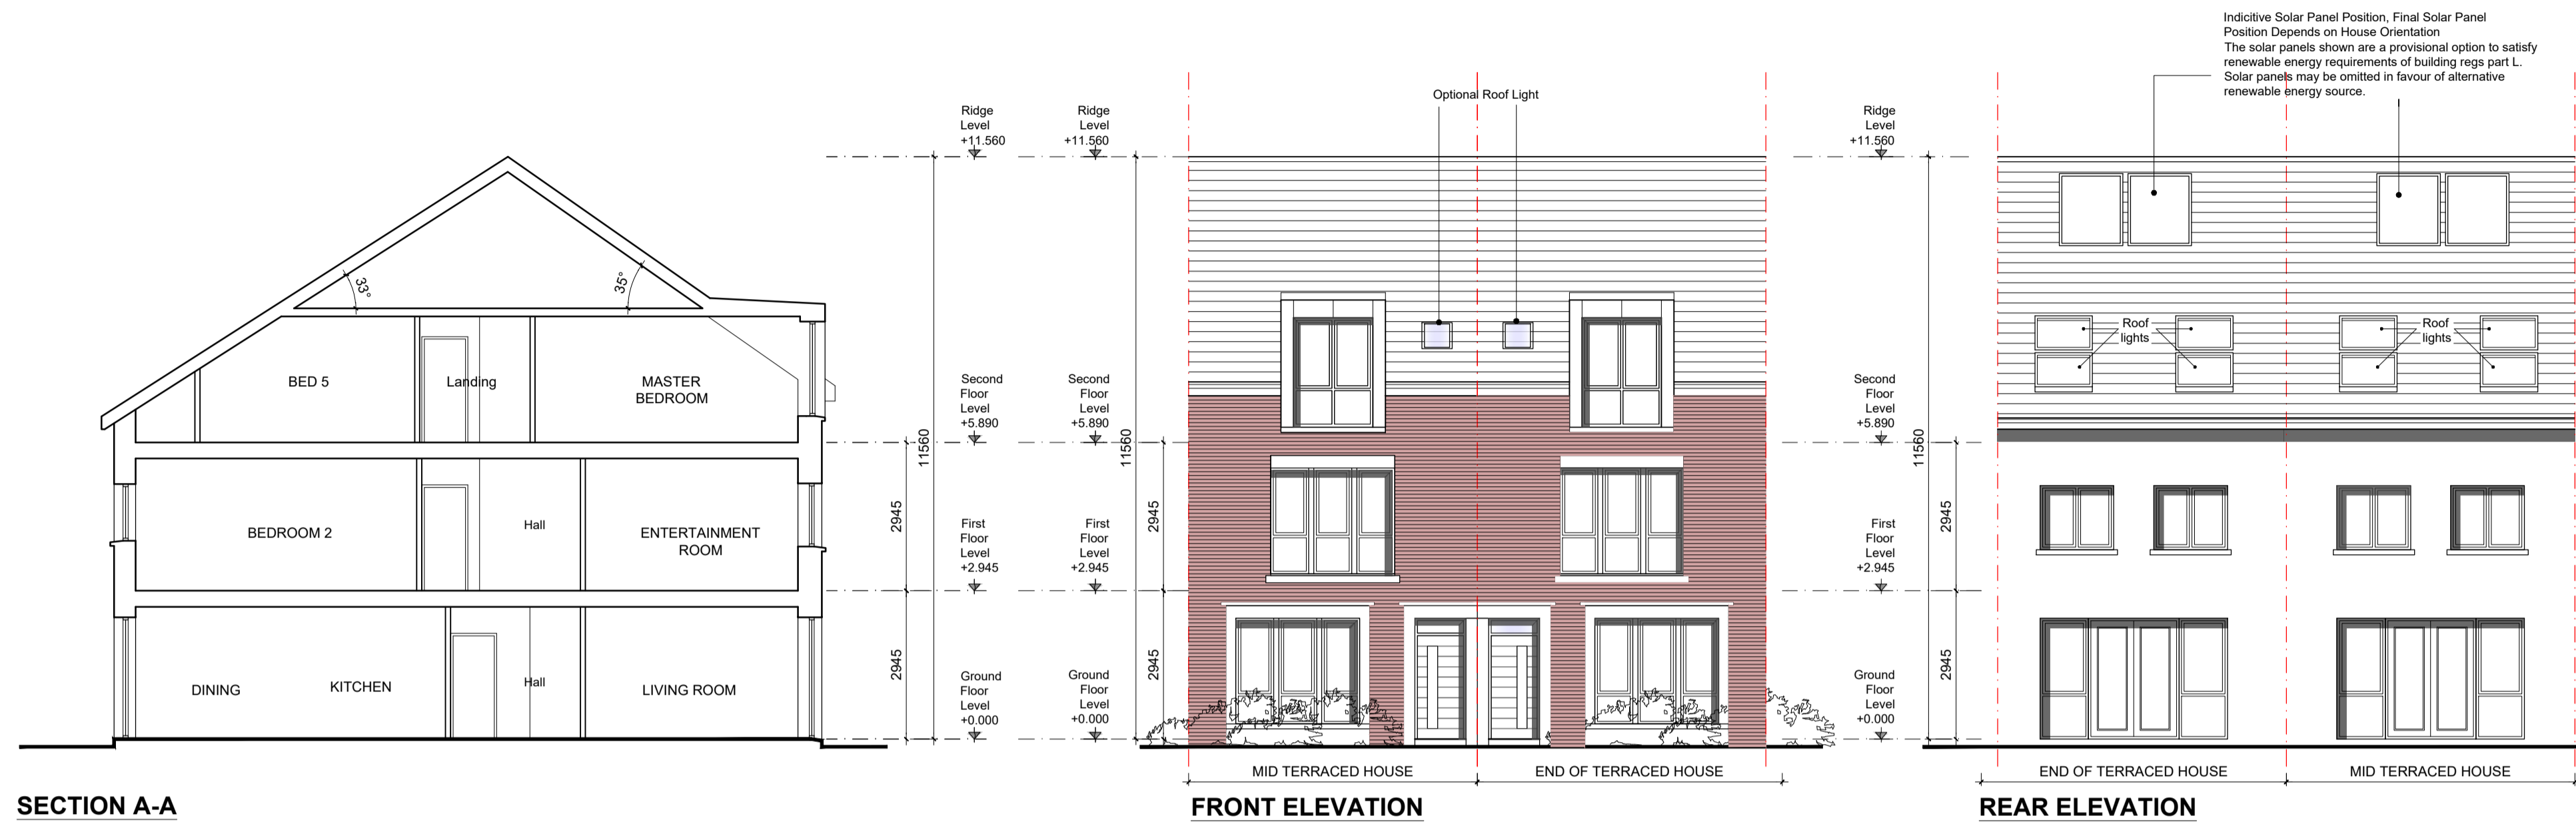 BED 5
Landing
MASTER
BEDROOM
33°
35°
BEDROOM 2
Hall
ENTERTAINMENT
ROOM
DINING
KITCHEN
Hall
LIVING ROOM
SECTION A-A
11560
2945
2945
Ridge
Level
+11.560
Second
Floor
Level
+5.890
First
Floor
Level
+2.945
Ground
Floor
Level
+0.000
Ridge
Level
+11.560
Second
Floor
Level
+5.890
First
Floor
Level
+2.945
Ground
Floor
Level
+0.000
11560
2945
2945
Optional Roof Light
MID TERRACED HOUSE
END OF TERRACED HOUSE
FRONT ELEVATION
Ridge
Level
+11.560
Second
Floor
Level
+5.890
First
Floor
Level
+2.945
Ground
Floor
Level
+0.000
11560
2945
2945
Indicitive Solar Panel Position, Final Solar Panel
Position Depends on House Orientation
The solar panels shown are a provisional option to satisfy
renewable energy requirements of building regs part L.
Solar panels may be omitted in favour of alternative
renewable energy source.
Roof
lights
Roof
lights
END OF TERRACED HOUSE
MID TERRACED HOUSE
REAR ELEVATION